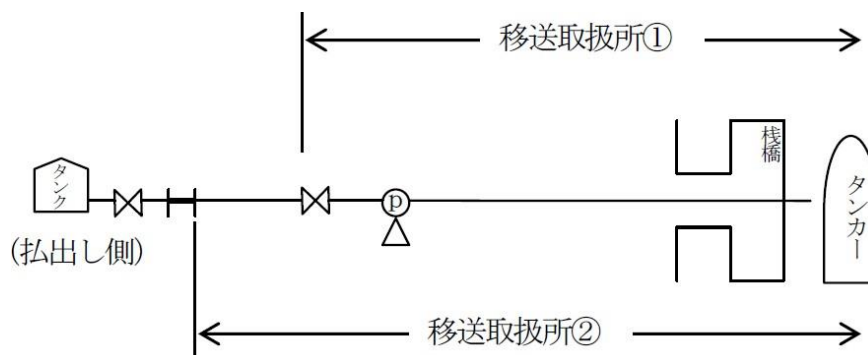 移送取扱所①
栈橋
タンク
タンカー
p
(払出し側)
移送取扱所②